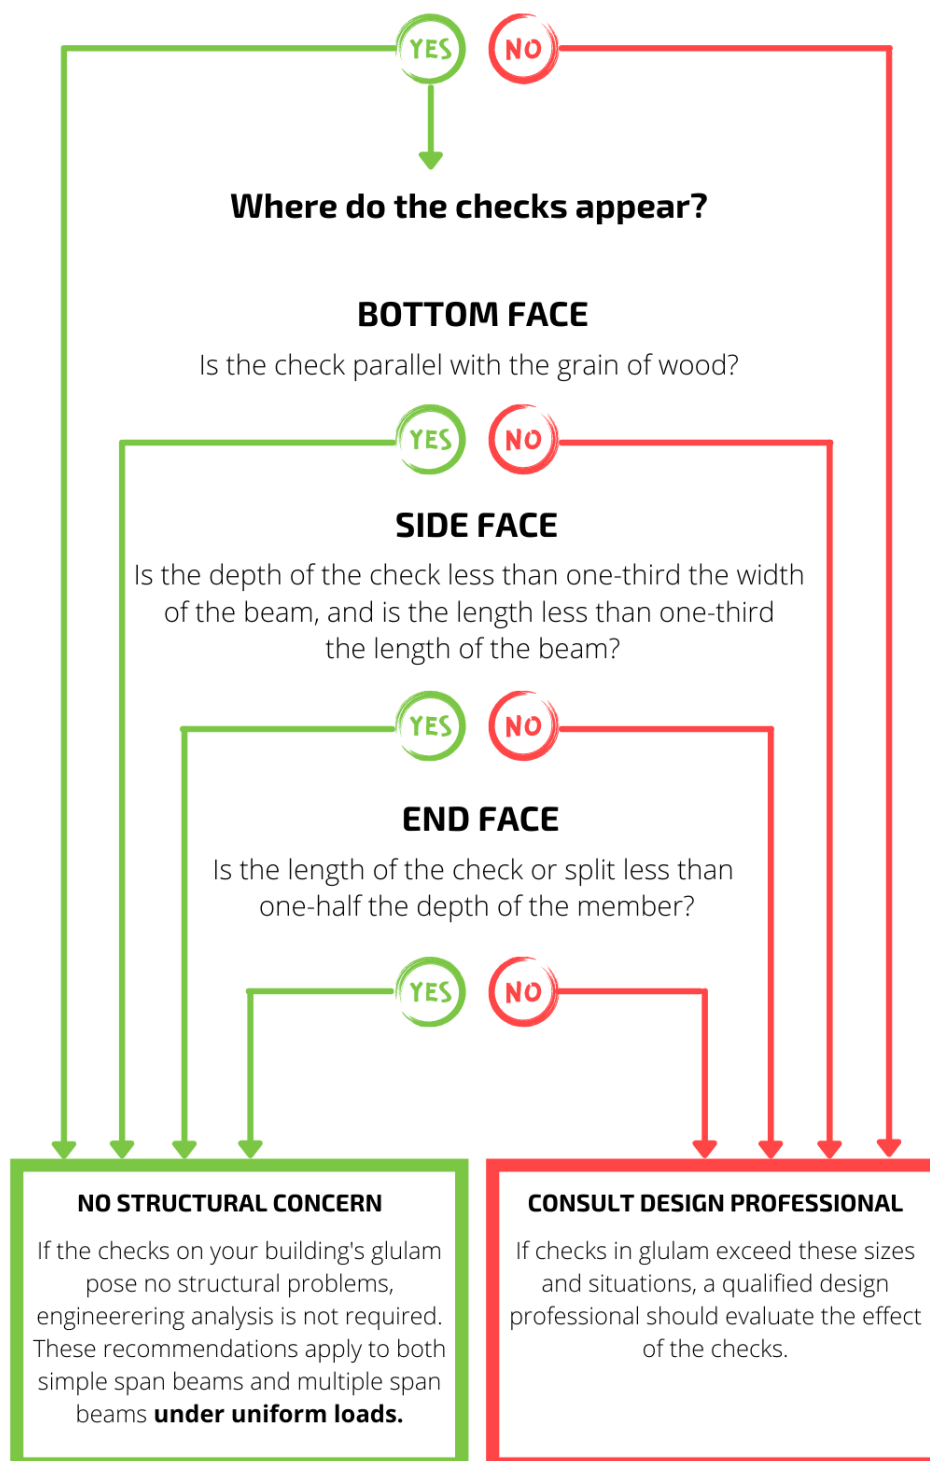 YES NO
Where do the checks appear?
BOTTOM FACE
Is the check parallel with the grain of wood?
YES NO
SIDE FACE
Is the depth of the check less than one-third the width
of the beam, and is the length less than one-third
the length of the beam?
YES NO
END FACE
Is the length of the check or split less than
one-half the depth of the member?
YES NO
NO STRUCTURAL CONCERN
If the checks on your building's glulam
pose no structural problems,
engineerering analysis is not required.
These recommendations apply to both
simple span beams and multiple span
beams under uniform loads.
CONSULT DESIGN PROFESSIONAL
If checks in glulam exceed these sizes
and situations, a qualified design
professional should evaluate the effect
of the checks.